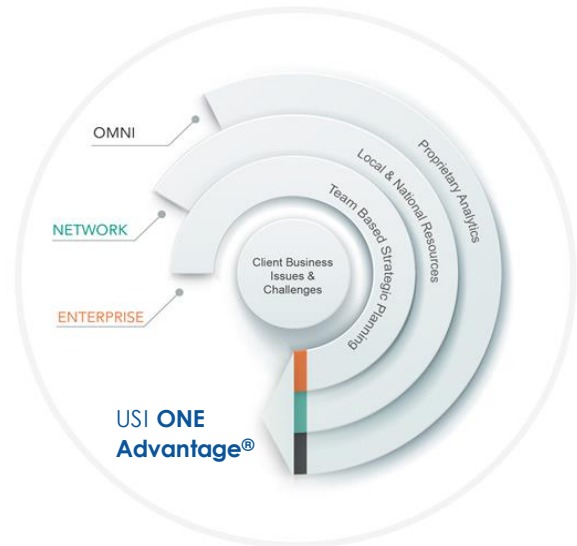 OMNI
NETWORK
ENTERPRISE
Proprietary Analytics
Local & National Resources
Team Based Strategic Planning
Client Business
Issues &
Challenges
USI ONE
Advantage®